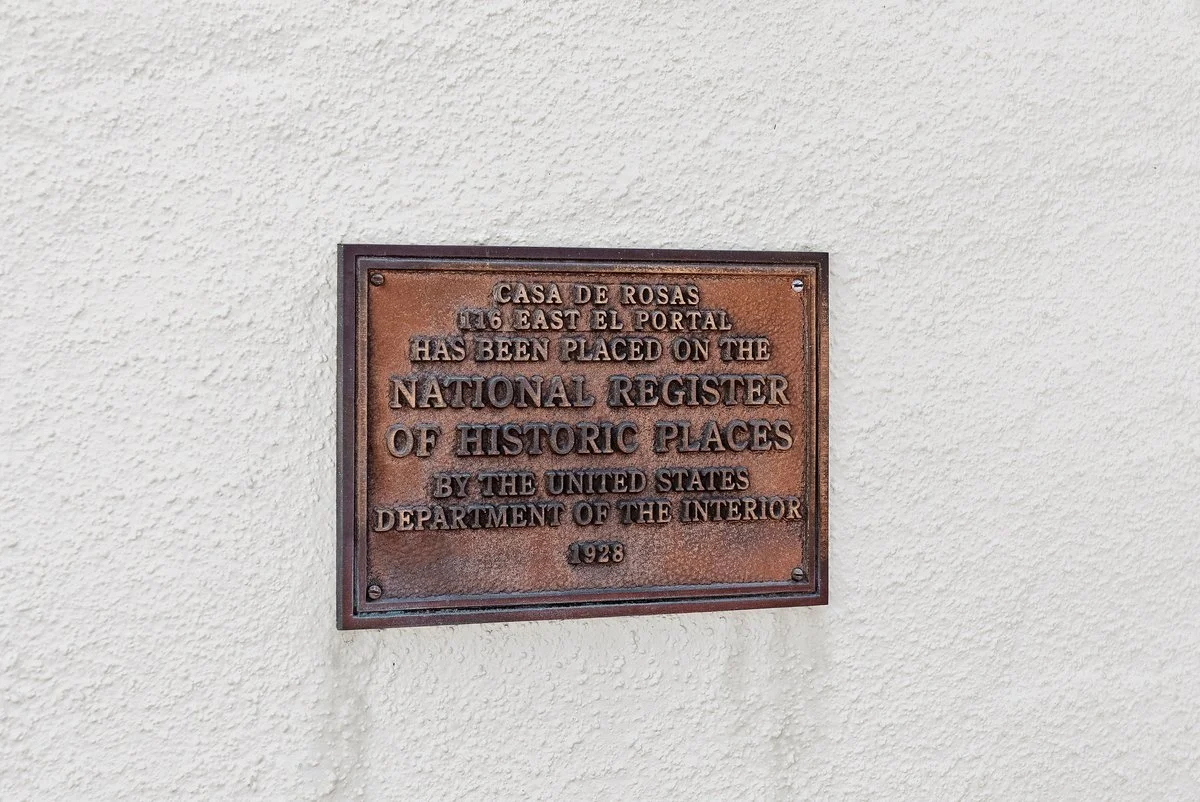 CASA DE ROSAS
116 EAST EL PORTAL
HAS BEEN PLACED ON THE
NATIONAL REGISTER
OF HISTORIC PLACES
BY THE UNITED STATES
DEPARTMENT OF THE INTERIOR
1928